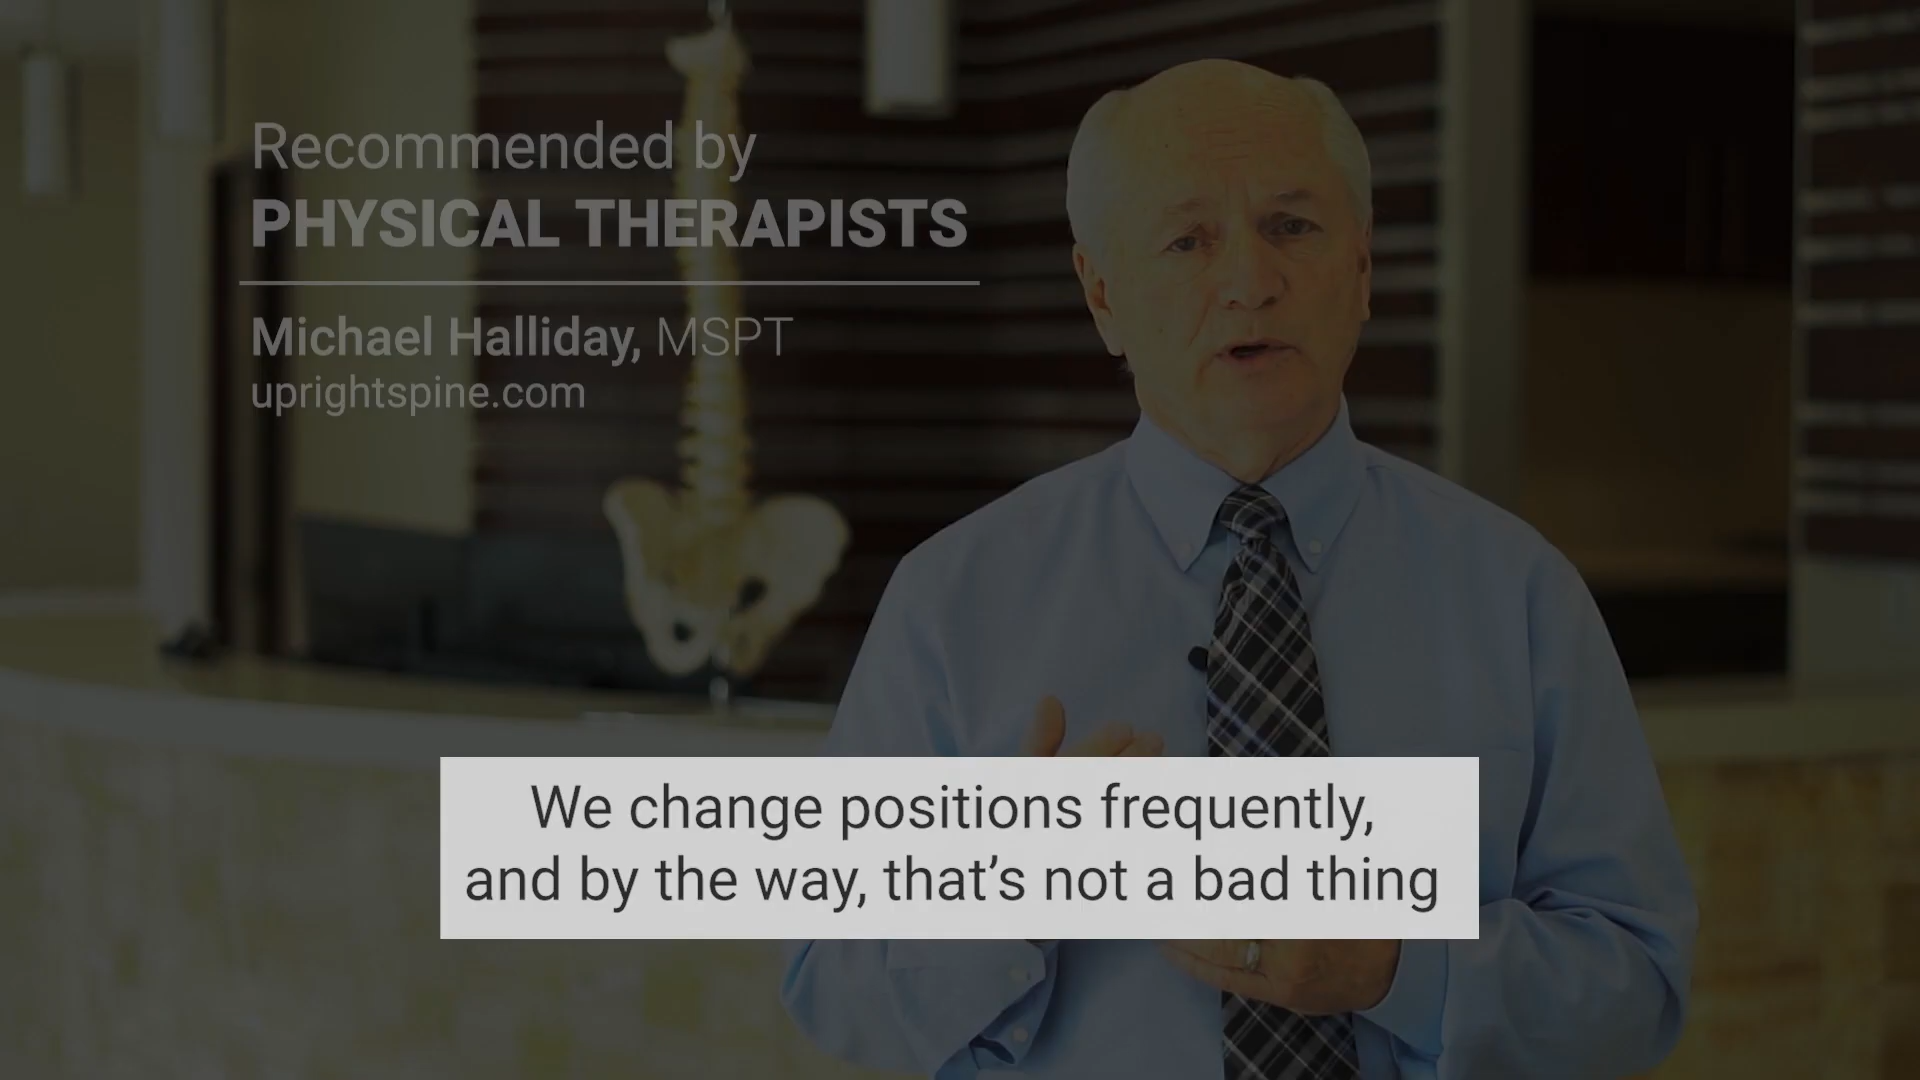 Recommended by
PHYSICAL THERAPISTS
Michael Halliday, MSPT
uprightspine.com
We change positions frequently,
and by the way, that’s not a bad thing